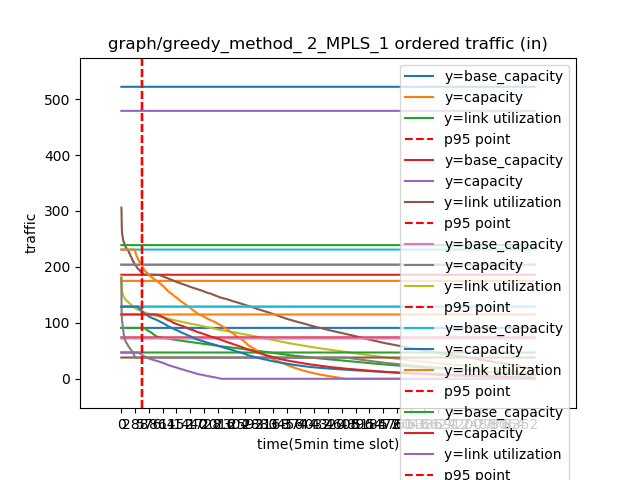 graph/greedy_method_ 2_MPLS_1 ordered traffic (in)
traffic
500
400
300
200
100
0
y=base_capacity
y=capacity
y=link utilization
p95 point
y=base_capacity
y=capacity
y=link utilization
p95 point
y=base_capacity
y=capacity
y=link utilization
p95 point
y=base_capacity
y=capacity
y=link utilization
p95 point
y=base_capacity
y=capacity
y=link utilization
p95 point
0
time(5min time slot)